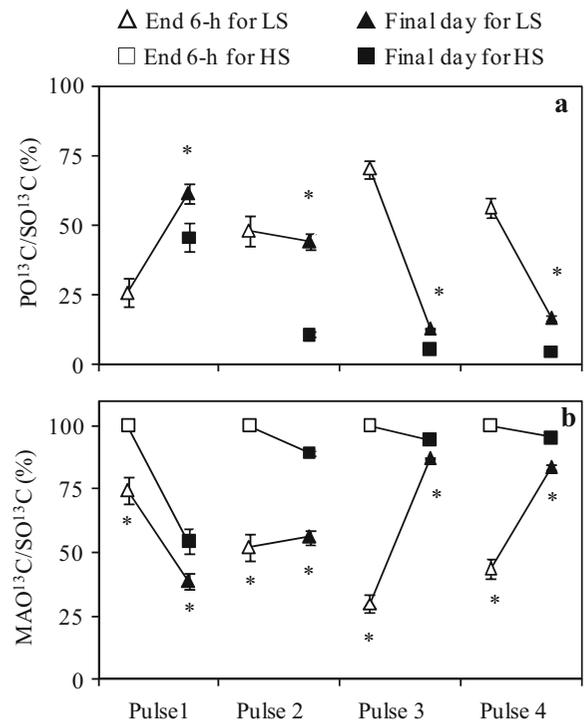 △ End 6-h for LS ▲ Final day for LS
□ End 6-h for HS ■ Final day for HS
a
PO¹³C/SO¹³C (%)
100
75
50
25
0
* * * *
b
MAO¹³C/SO¹³C (%)
100
75
50
25
0
* * * * * * * *
Pulse1 Pulse 2 Pulse 3 Pulse 4